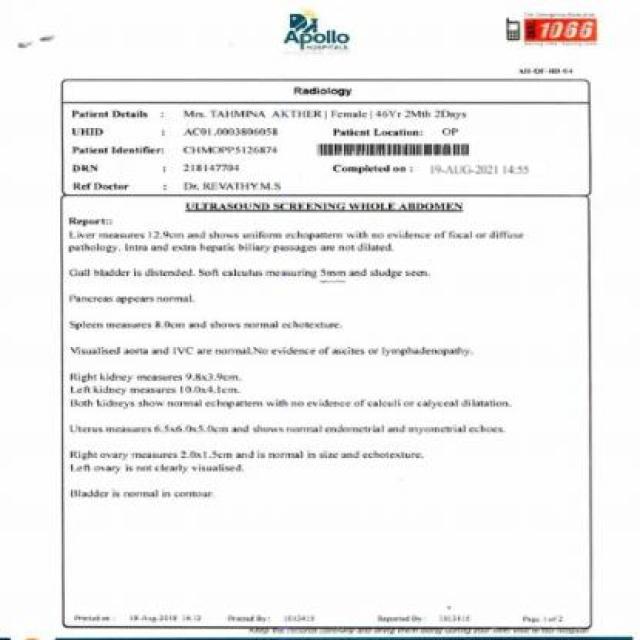 Apollo
HOSPITALS
1066
Radiology
Patient Details : Mrs. TAHMINA AKTHER | Female | 46Yr 2Mth 2Days
UHID : AC01.0003806058 Patient Location: OP
Patient Identifier: CHMOPP5126874
DRN : 218147704 Completed on : 19-AUG-2021 14:55
Ref Doctor : Dr. REVATHY.M.S
ULTRASOUND SCREENING WHOLE ABDOMEN
Report::
Liver measures 12.9cm and shows uniform echopattern with no evidence of focal or diffuse
pathology. Intra and extra hepatic biliary passages are not dilated.
Gall bladder is distended. Soft calculus measuring 5mm and sludge seen.
Pancreas appears normal.
Spleen measures 8.0cm and shows normal echotexture.
Visualised aorta and IVC are normal.No evidence of ascites or lymphadenopathy.
Right kidney measures 9.8x3.9cm.
Left kidney measures 10.0x4.1cm.
Both kidneys show normal echopattern with no evidence of calculi or calyceal dilatation.
Uterus measures 6.5x6.0x5.0cm and shows normal endometrial and myometrial echoes.
Right ovary measures 2.0x1.5cm and is normal in size and echotexture.
Left ovary is not clearly visualised.
Bladder is normal in contour
Printed on : Printed By : Reported By : Page 1 of 2